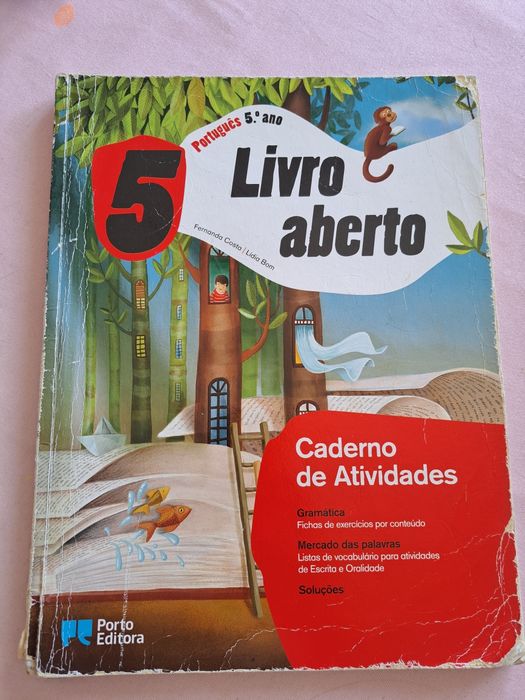 5
Português 5.º ano
Livro
aberto
Fernanda Costa | Lídia Bom
Caderno
de Atividades
Gramática
Fichas de exercícios por conteúdo
Mercado das palavras
Listas de vocabulário para atividades
de Escrita e Oralidade
Soluções
PE Porto
Editora